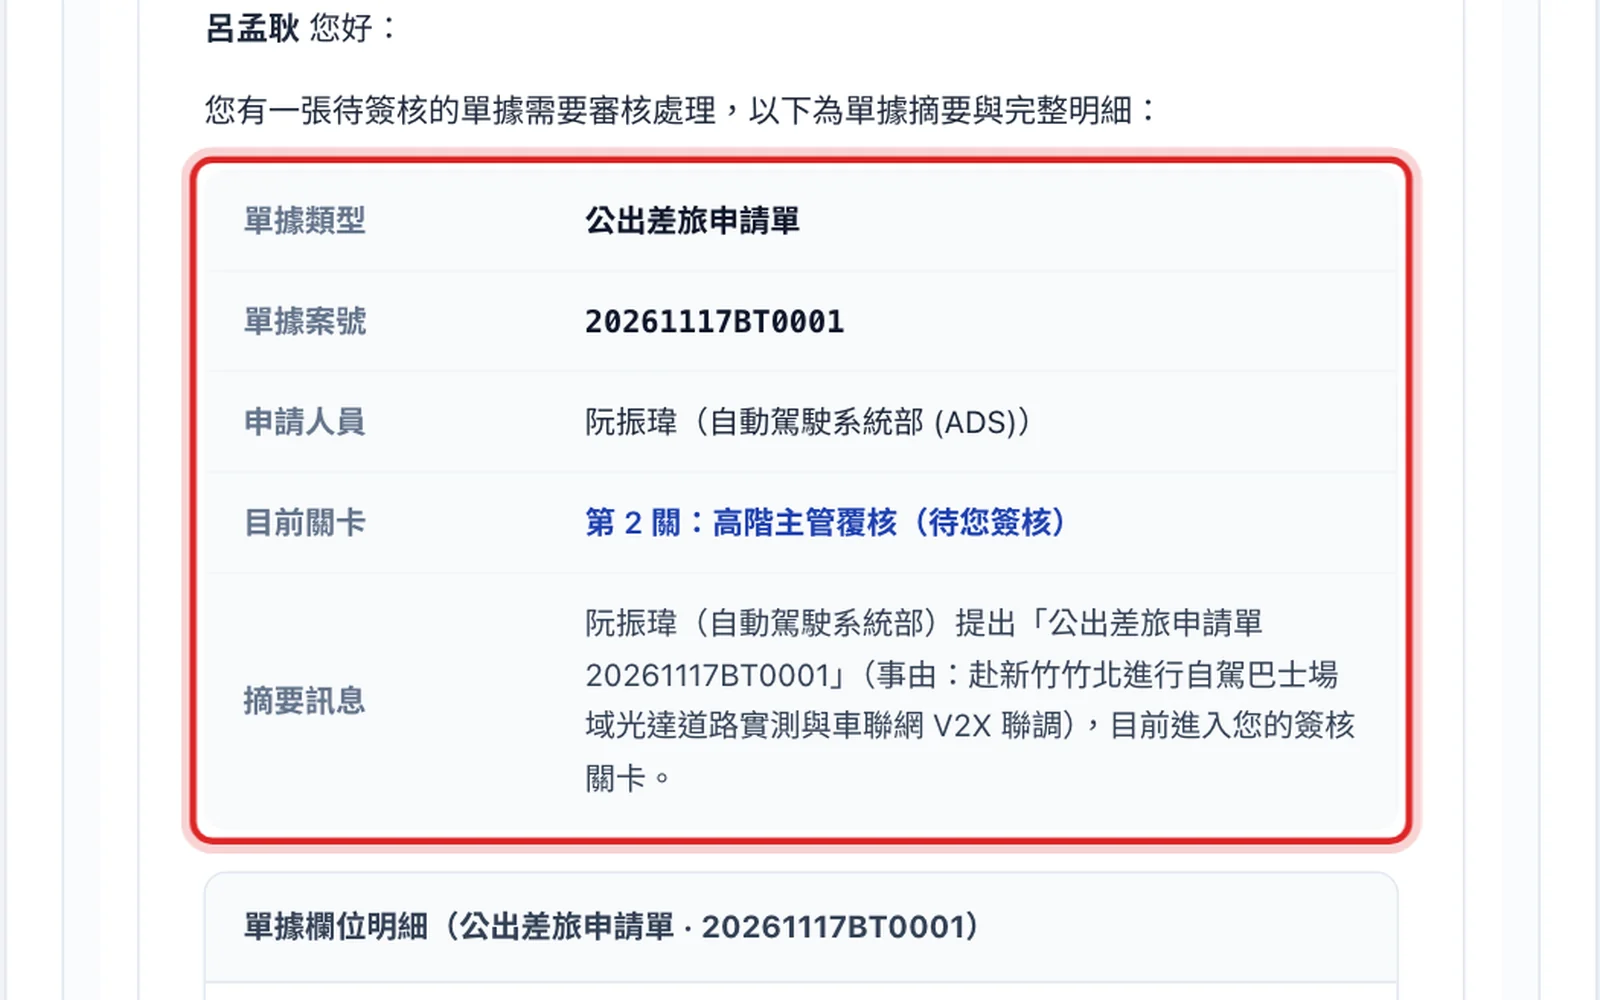 呂孟耿 您好：
您有一張待簽核的單據需要審核處理，以下為單據摘要與完整明細：
單據類型 公出差旅申請單
單據案號 20261117BT0001
申請人員 阮振瑋（自動駕駛系統部 (ADS)）
目前關卡 第 2 關：高階主管覆核（待您簽核）
摘要訊息 阮振瑋（自動駕駛系統部）提出「公出差旅申請單
20261117BT0001」（事由：赴新竹竹北進行自駕巴士場
域光達道路實測與車聯網 V2X 聯調），目前進入您的簽核
關卡。
單據欄位明細（公出差旅申請單 · 20261117BT0001）